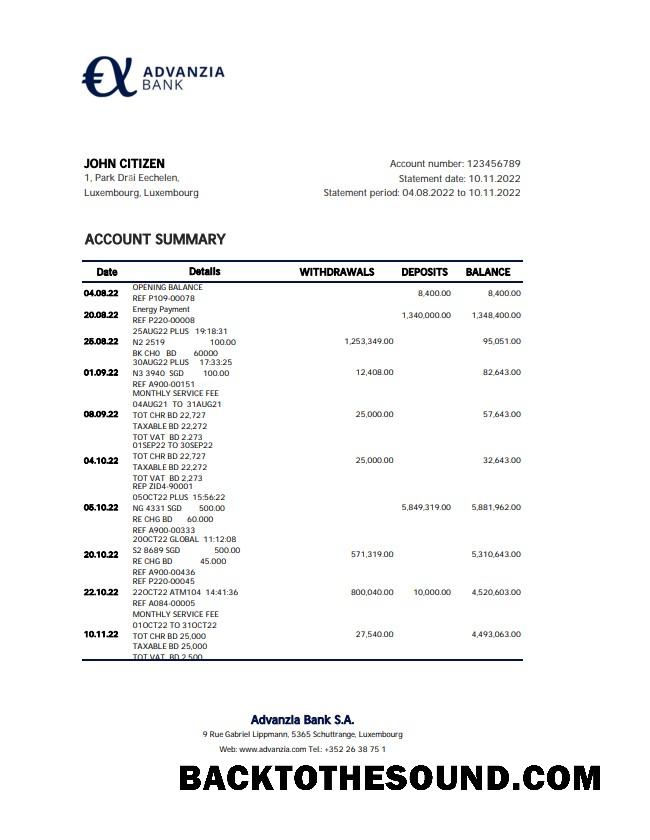 €α ADVANZIA
BANK
JOHN CITIZEN
1, Park Dräi Eechelen,
Luxembourg, Luxembourg
Account number: 123456789
Statement date: 10.11.2022
Statement period: 04.08.2022 to 10.11.2022
ACCOUNT SUMMARY
Date Details WITHDRAWALS DEPOSITS BALANCE
OPENING BALANCE
04.08.22 8,400.00 8,400.00
REF P109-00078
Energy Payment
20.08.22 1,340,000.00 1,348,400.00
REF P220-00008
25AUG22 PLUS 19:18:31
25.08.22 N2 2519 100.00 1,253,349.00 95,051.00
BK CH0 BD 60000
30AUG22 PLUS 17:33:25
01.09.22 N3 3940 SGD 100.00 12,408.00 82,643.00
REF A900-00151
MONTHLY SERVICE FEE
04AUG21 TO 31AUG21
08.09.22 TOT CHR BD 22,727 25,000.00 57,643.00
TAXABLE BD 22,272
TOT VAT BD 2.273
01SEP22 TO 30SEP22
04.10.22 TOT CHR BD 22,727 25,000.00 32,643.00
TAXABLE BD 22,272
TOT VAT BD 2,273
REP ZID4-90001
05OCT22 PLUS 15:56:22
05.10.22 NG 4331 SGD 500.00 5,849,319.00 5,881,962.00
RE CHG BD 60.000
REF A900-00333
20OCT22 GLOBAL 11:12:08
20.10.22 S2 8689 SGD 500.00 571,319.00 5,310,643.00
RE CHG BD 45.000
REF A900-00436
REF P220-00045
22.10.22 22OCT22 ATM104 14:41:36 800,040.00 10,000.00 4,520,603.00
REF A084-00005
MONTHLY SERVICE FEE
01OCT22 TO 31OCT22
10.11.22 TOT CHR BD 25,000 27,540.00 4,493,063.00
TAXABLE BD 25,000
TOT VAT BD 2,500
Advanzia Bank S.A.
9 Rue Gabriel Lippmann, 5365 Schuttrange, Luxembourg
Web: www.advanzia.com Tel.: +352 26 38 75 1
BACKTOTHESOUND.COM